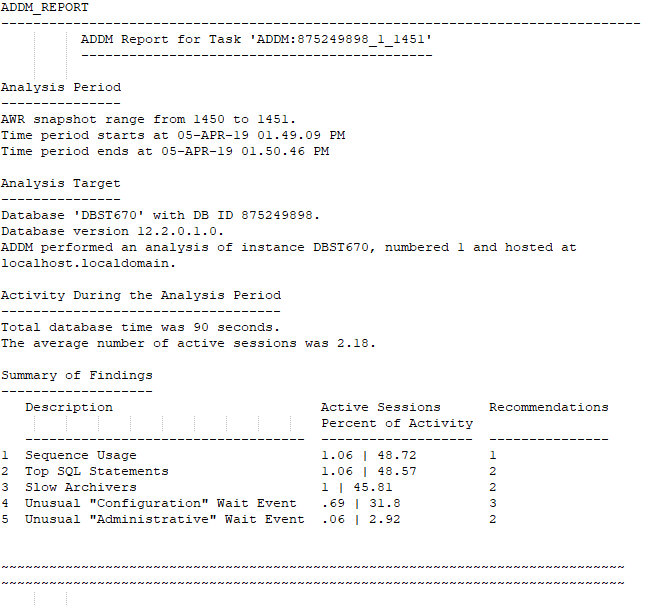 ADDM_REPORT
--------------------------------------------------------------------------------
          ADDM Report for Task 'ADDM:875249898_1_1451'
          --------------------------------------------
Analysis Period
---------------
AWR snapshot range from 1450 to 1451.
Time period starts at 05-APR-19 01.49.09 PM
Time period ends at 05-APR-19 01.50.46 PM
Analysis Target
---------------
Database 'DBST670' with DB ID 875249898.
Database version 12.2.0.1.0.
ADDM performed an analysis of instance DBST670, numbered 1 and hosted at
localhost.localdomain.
Activity During the Analysis Period
-----------------------------------
Total database time was 90 seconds.
The average number of active sessions was 2.18.
Summary of Findings
-------------------
   Description                          Active Sessions      Recommendations
                                        Percent of Activity
   -----------------------------------  -------------------  ---------------
1  Sequence Usage                       1.06 | 48.72         1
2  Top SQL Statements                   1.06 | 48.57         2
3  Slow Archivers                       1 | 45.81            2
4  Unusual "Configuration" Wait Event   .69 | 31.8           3
5  Unusual "Administrative" Wait Event  .06 | 2.92           2
~~~~~~~~~~~~~~~~~~~~~~~~~~~~~~~~~~~~~~~~~~~~~~~~~~~~~~~~~~~~~~~~~~~~~~~~~~~~~~
~~~~~~~~~~~~~~~~~~~~~~~~~~~~~~~~~~~~~~~~~~~~~~~~~~~~~~~~~~~~~~~~~~~~~~~~~~~~~~